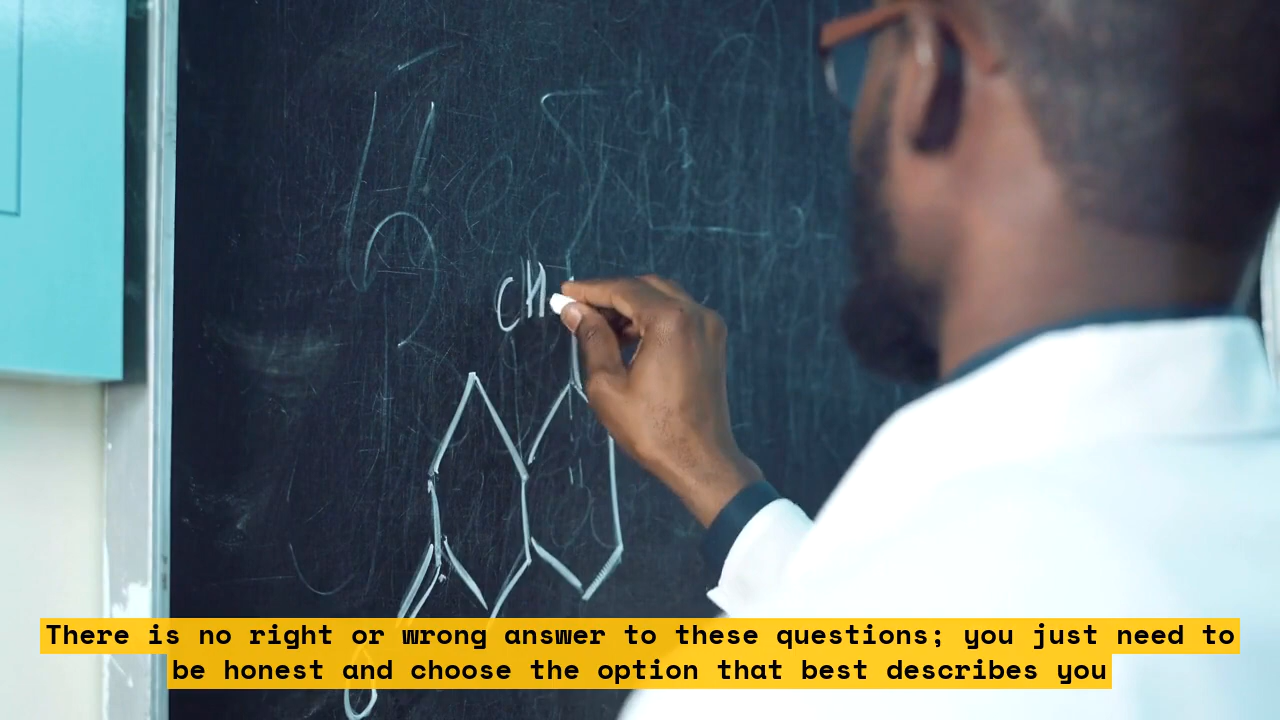 CH
There is no right or wrong answer to these questions; you just need to
be honest and choose the option that best describes you